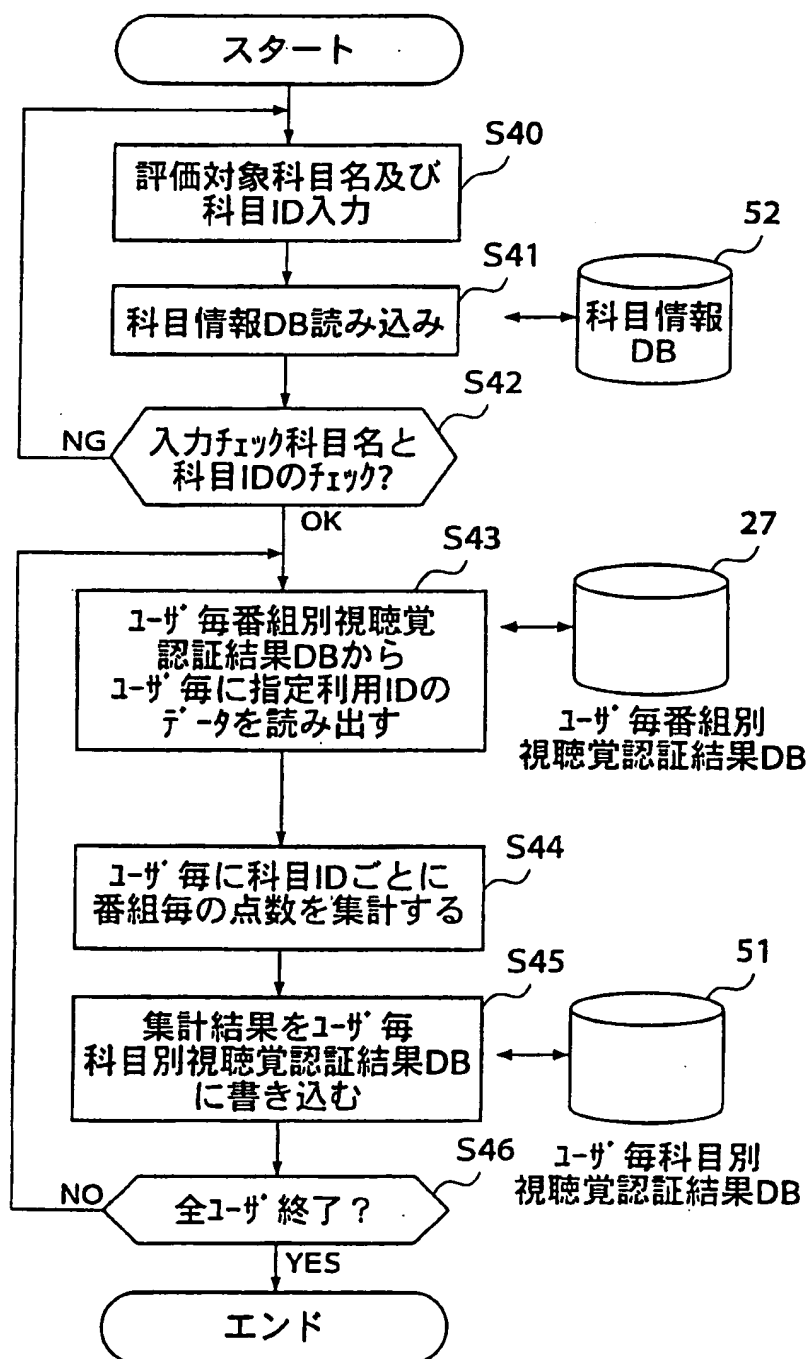 スタート
S40
評価対象科目名及び
科目ID入力
S41
科目情報DB読み込み
52
科目情報
DB
S42
NG
入力ﾁｪｯｸ科目名と
科目IDのﾁｪｯｸ?
OK
S43
ﾕｰｻﾞ毎番組別視聴覚
認証結果DBから
ﾕｰｻﾞ毎に指定利用IDの
ﾃﾞｰﾀを読み出す
27
ﾕｰｻﾞ毎番組別
視聴覚認証結果DB
S44
ﾕｰｻﾞ毎に科目IDごとに
番組毎の点数を集計する
S45
集計結果をﾕｰｻﾞ毎
科目別視聴覚認証結果DB
に書き込む
51
ﾕｰｻﾞ毎科目別
視聴覚認証結果DB
S46
NO
全ﾕｰｻﾞ終了?
YES
エンド